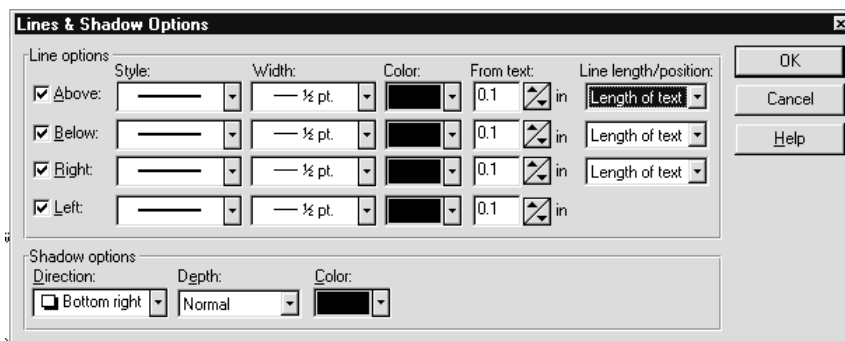 Lines & Shadow Options
Line options
Style: Width: Color: From text: Line length/position:
Above: ½ pt. 0.1 in Length of text
Below: ½ pt. 0.1 in Length of text
Right: ½ pt. 0.1 in Length of text
Left: ½ pt. 0.1 in
Shadow options
Direction: Depth: Color:
Bottom right Normal
OK
Cancel
Help